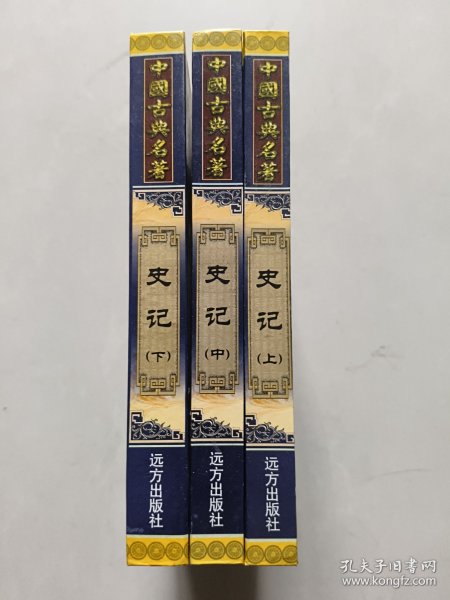 中國古典名著
史记
(下)
远方出版社
中國古典名著
史记
(中)
远方出版社
中國古典名著
史记
(上)
远方出版社
孔夫子旧书网
www.kongfz.com